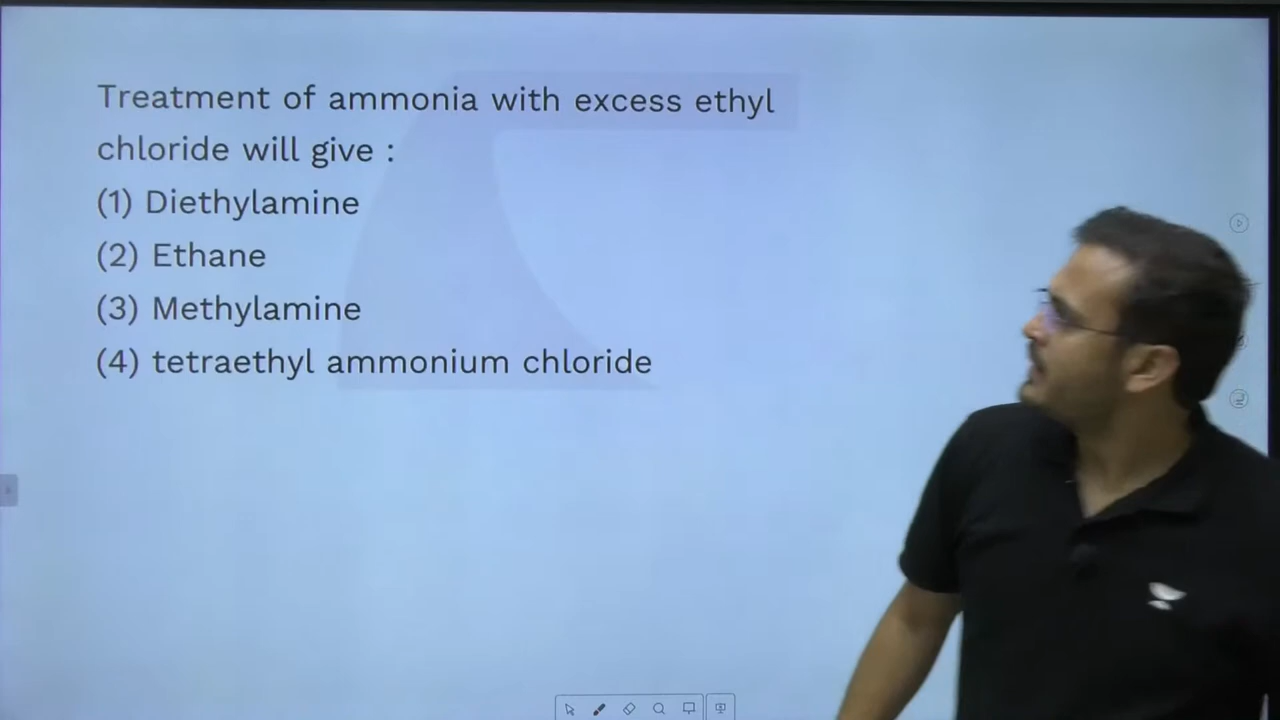 Treatment of ammonia with excess ethyl
chloride will give :
(1) Diethylamine
(2) Ethane
(3) Methylamine
(4) tetraethyl ammonium chloride